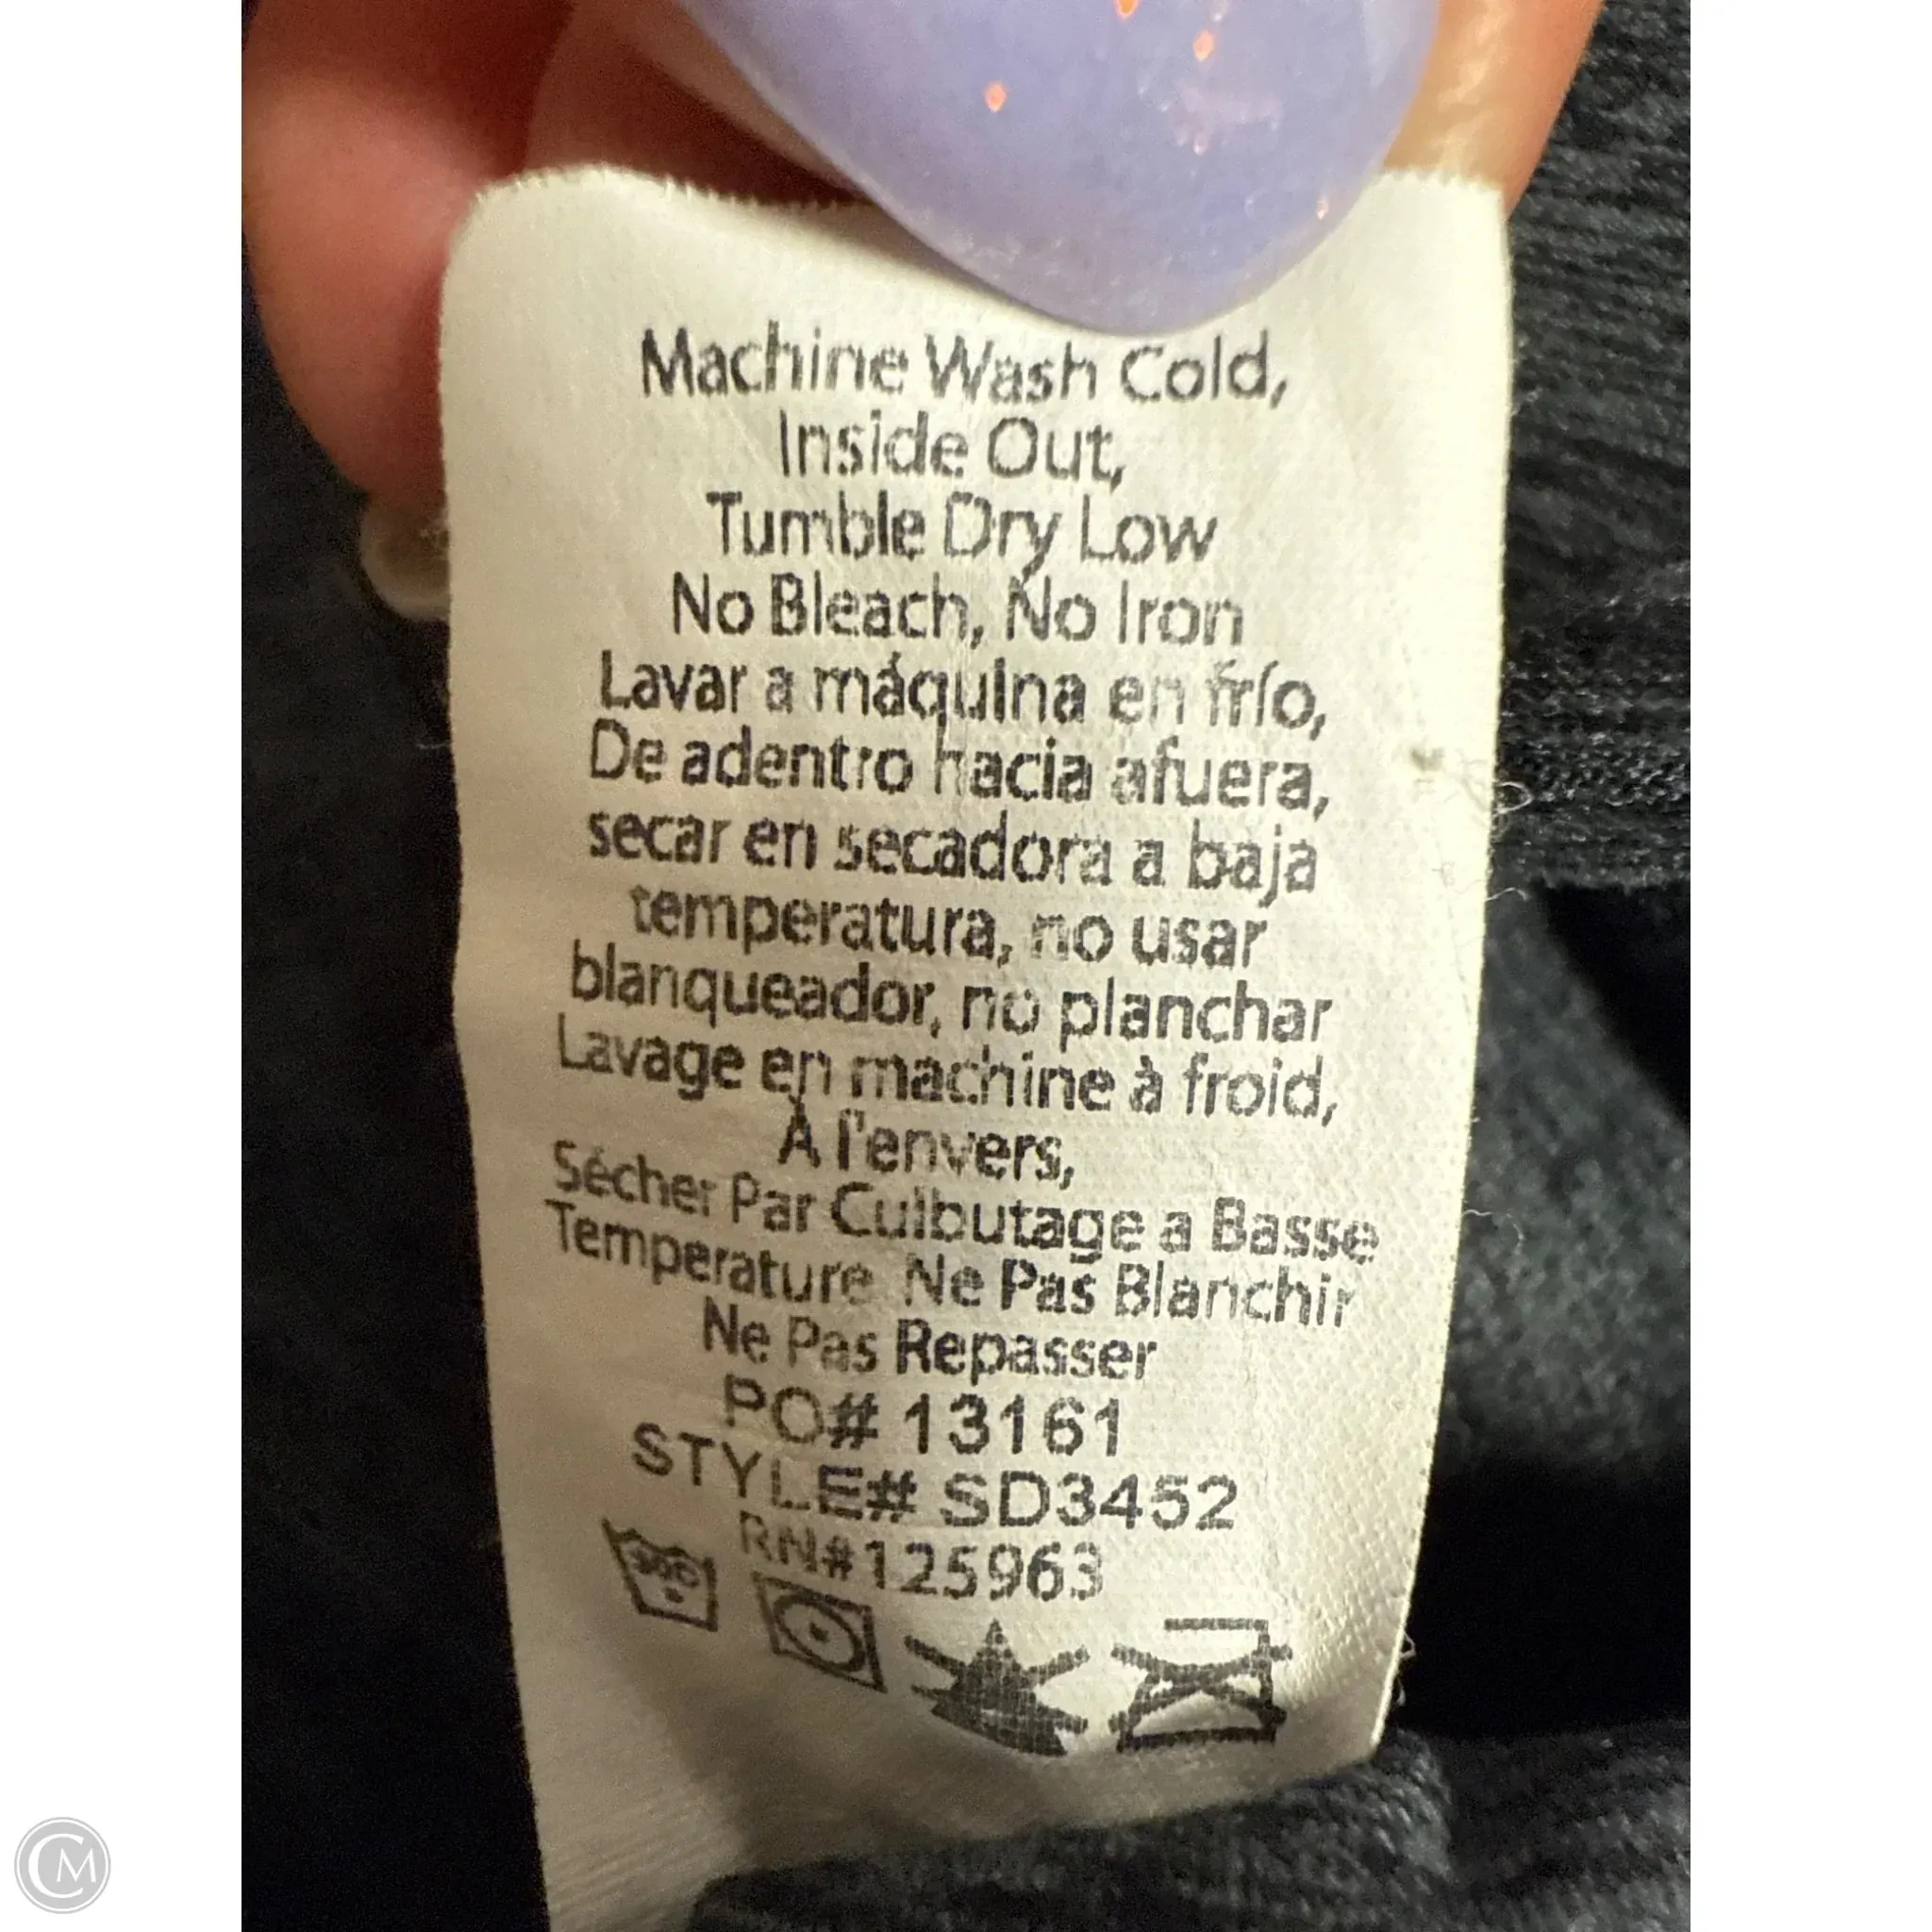 Machine Wash Cold,
Inside Out,
Tumble Dry Low
No Bleach, No Iron
Lavar a máquina en frío,
De adentro hacia afuera,
secar en secadora a baja
temperatura, no usar
blanqueador, no planchar
Lavage en machine à froid,
À l'envers,
Sécher Par Culbutage a Basse
Temperature Ne Pas Blanchir
Ne Pas Repasser
PO# 13161
STYLE# SD3452
RN#125963
CM